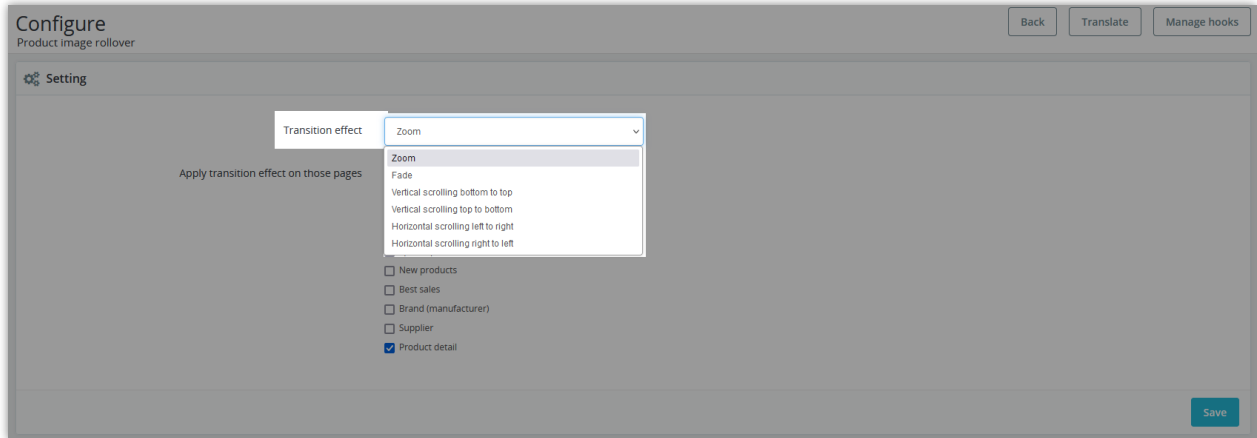 Configure
Product image rollover
Back
Translate
Manage hooks
Setting
Transition effect
Zoom
Zoom
Fade
Vertical scrolling bottom to top
Vertical scrolling top to bottom
Horizontal scrolling left to right
Horizontal scrolling right to left
Apply transition effect on those pages
New products
Best sales
Brand (manufacturer)
Supplier
Product detail
Save